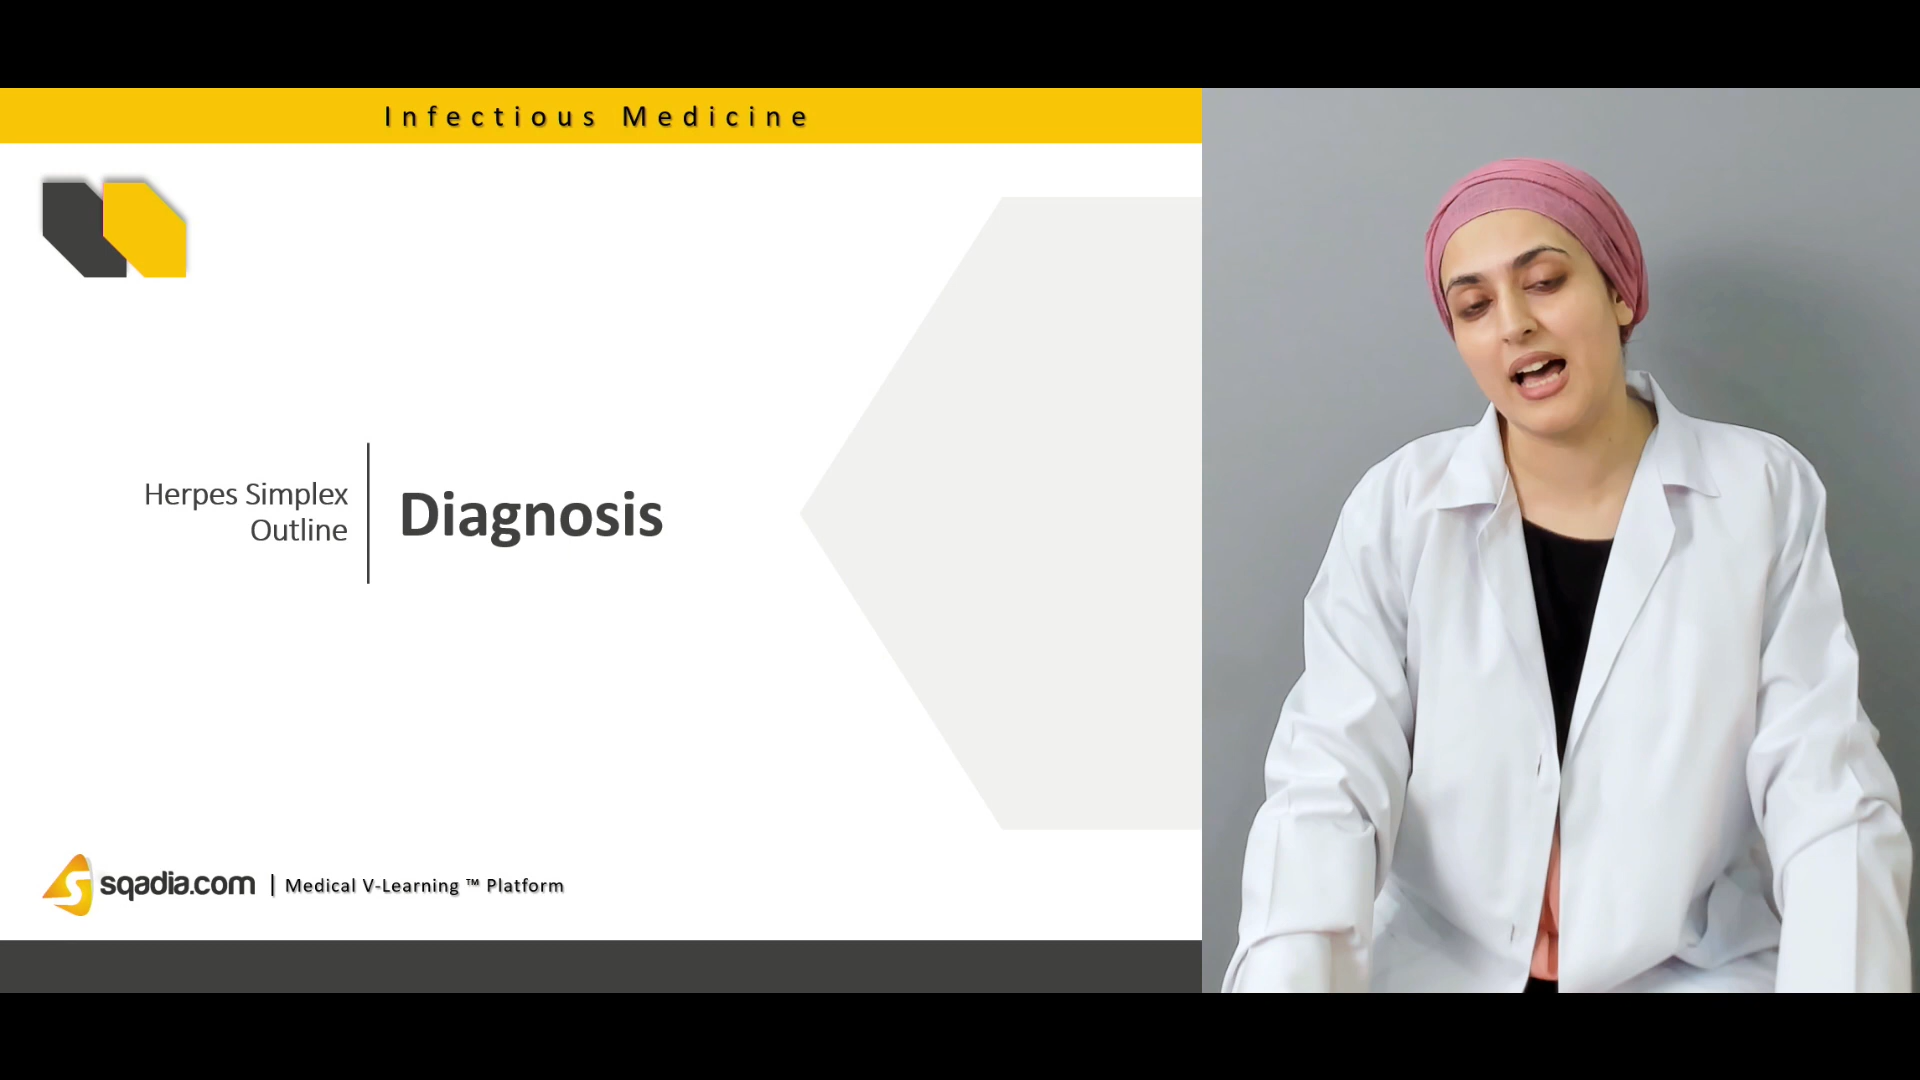 Infectious Medicine
Herpes Simplex
Outline
Diagnosis
sqadia.com | Medical V-Learning ™ Platform